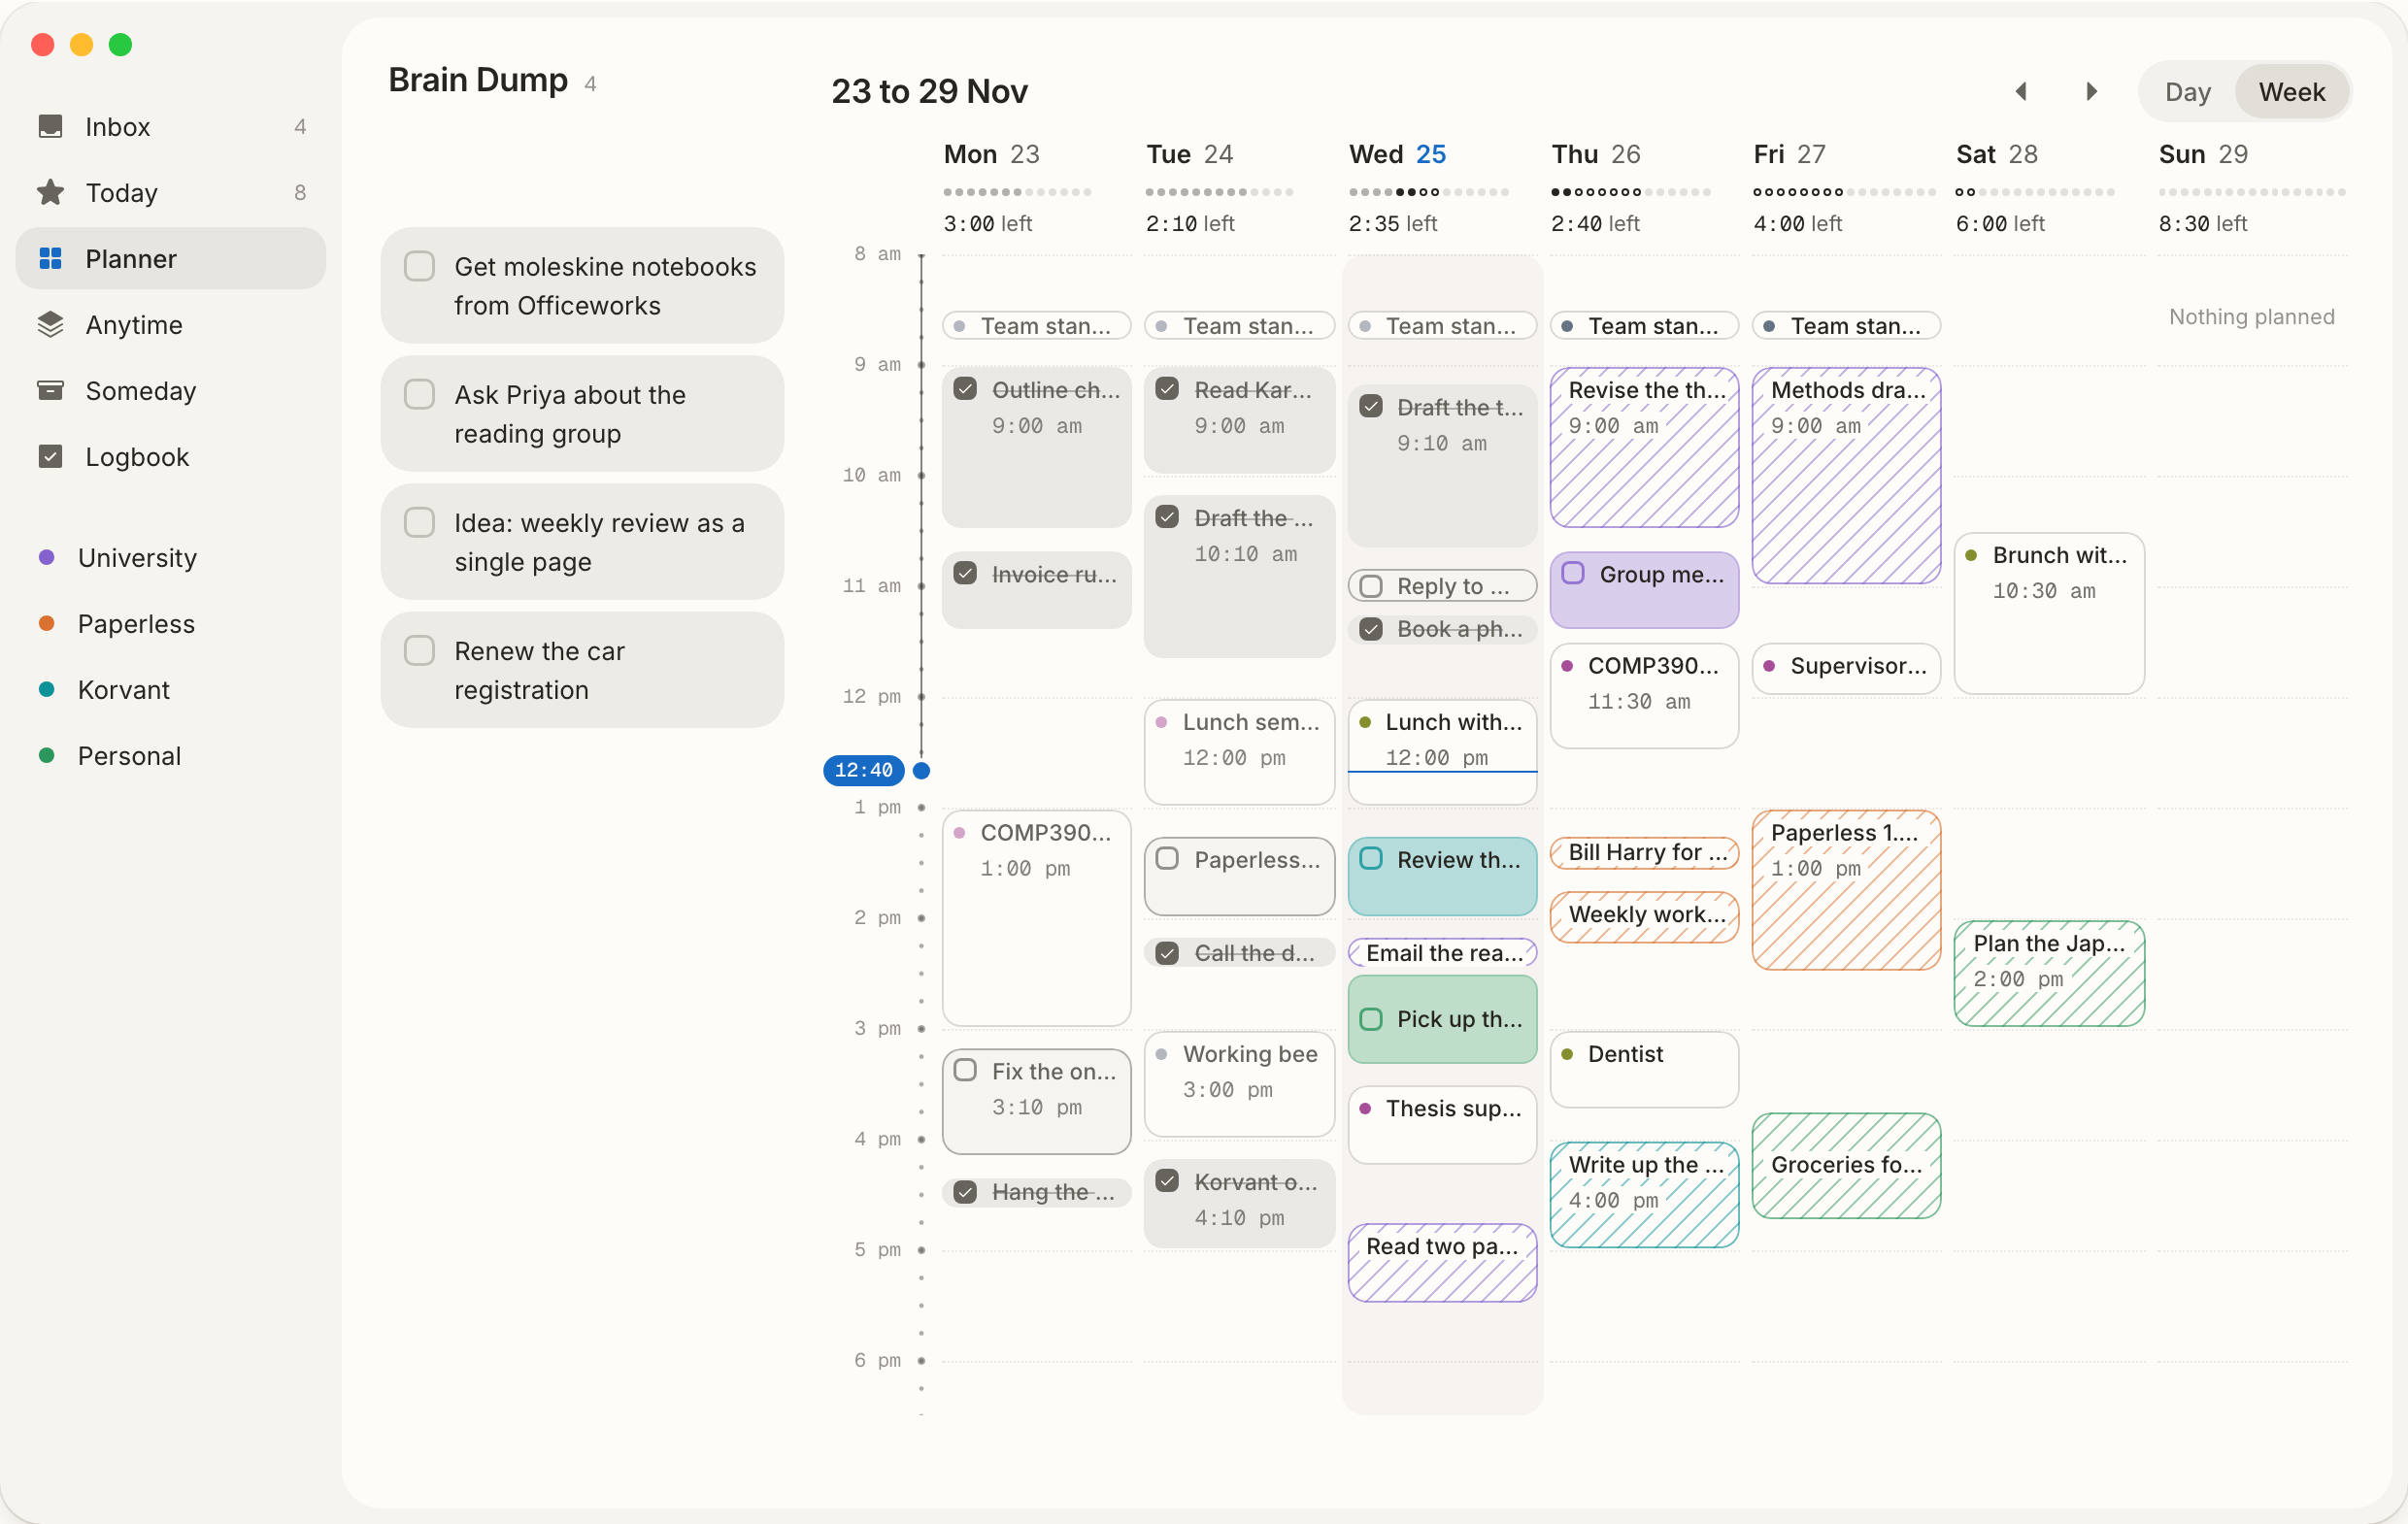 Inbox 4
Today 8
Planner
Anytime
Someday
Logbook
University
Paperless
Korvant
Personal
Brain Dump 4
Get moleskine notebooks
from Officeworks
Ask Priya about the
reading group
Idea: weekly review as a
single page
Renew the car
registration
23 to 29 Nov
Day Week
Mon 23
3:00 left
Tue 24
2:10 left
Wed 25
2:35 left
Thu 26
2:40 left
Fri 27
4:00 left
Sat 28
6:00 left
Sun 29
8:30 left
8 am
9 am
10 am
11 am
12 pm
12:40
1 pm
2 pm
3 pm
4 pm
5 pm
6 pm
Team stan...
Outline ch...
9:00 am
Invoice ru...
COMP390...
1:00 pm
Fix the on...
3:10 pm
Hang the ...
Team stan...
Read Kar...
9:00 am
Draft the ...
10:10 am
Lunch sem...
12:00 pm
Paperless...
Call the d...
Working bee
3:00 pm
Korvant o...
4:10 pm
Team stan...
Draft the t...
9:10 am
Reply to ...
Book a ph...
Lunch with...
12:00 pm
Review th...
Email the rea...
Pick up th...
Thesis sup...
Read two pa...
Team stan...
Revise the th...
9:00 am
Group me...
COMP390...
11:30 am
Bill Harry for ...
Weekly work...
Dentist
Write up the ...
4:00 pm
Team stan...
Methods dra...
9:00 am
Supervisor...
Paperless 1....
1:00 pm
Groceries fo...
Brunch wit...
10:30 am
Plan the Jap...
2:00 pm
Nothing planned